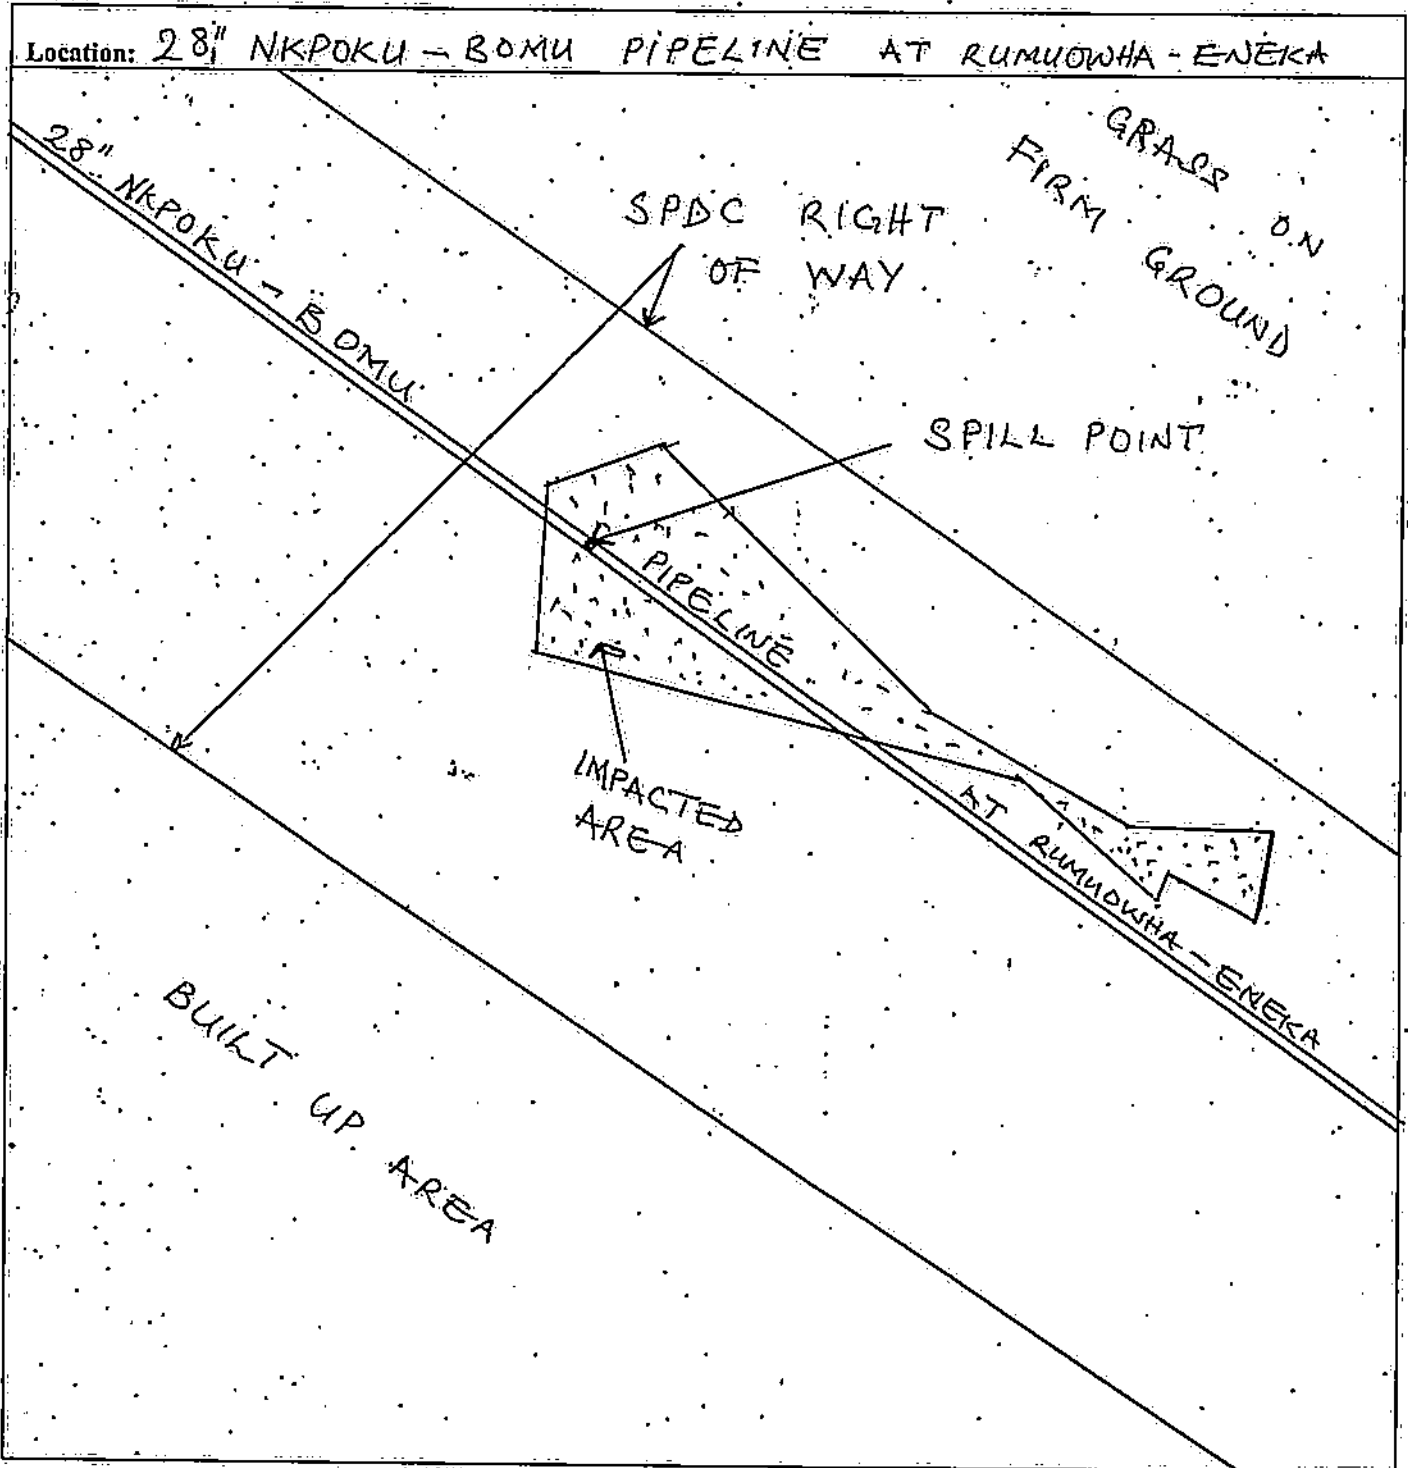 Location: 28" NKPOKU - BOMU PIPELINE AT RUMUOWHA - ENEKA
GRASS ON
FIRM GROUND
28" NKPOKU - BOMU PIPELINE AT RUMUOWHA - ENEKA
SPDC RIGHT
OF WAY
SPILL POINT
IMPACTED
AREA
BUILT UP AREA